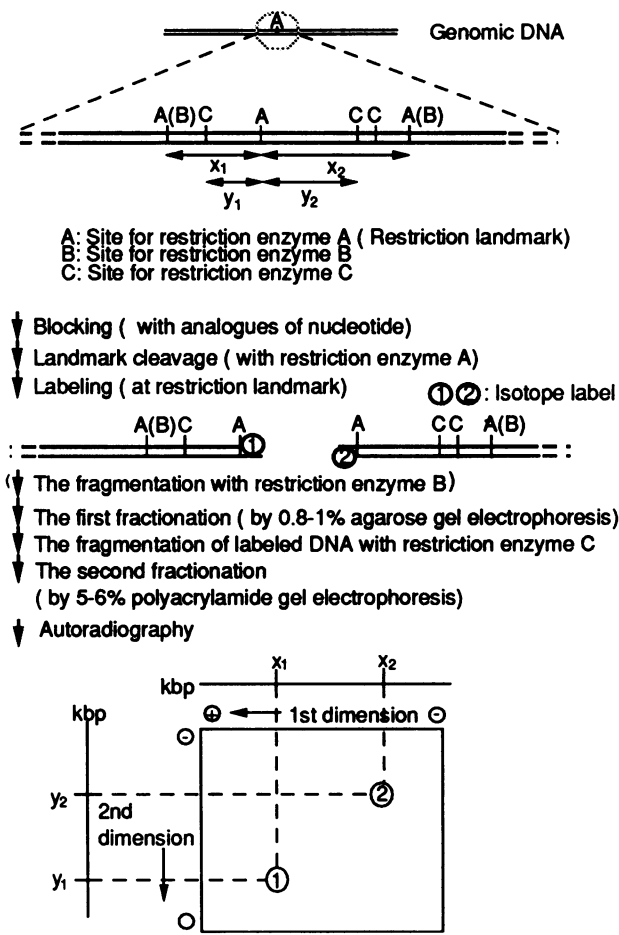 A
Genomic DNA
A(B) C A C C A(B)
x₁ x₂
y₁ y₂
A: Site for restriction enzyme A ( Restriction landmark)
B: Site for restriction enzyme B
C: Site for restriction enzyme C
Blocking ( with analogues of nucleotide)
Landmark cleavage ( with restriction enzyme A)
Labeling ( at restriction landmark)
① ② : Isotope label
A(B) C A ① A C C A(B)
②
( The fragmentation with restriction enzyme B)
The first fractionation ( by 0.8-1% agarose gel electrophoresis)
The fragmentation of labeled DNA with restriction enzyme C
The second fractionation
( by 5-6% polyacrylamide gel electrophoresis)
Autoradiography
x₁ x₂
kbp
kbp ⊕ 1st dimension ⊖
⊖
y₂ ②
2nd
dimension
y₁ ①